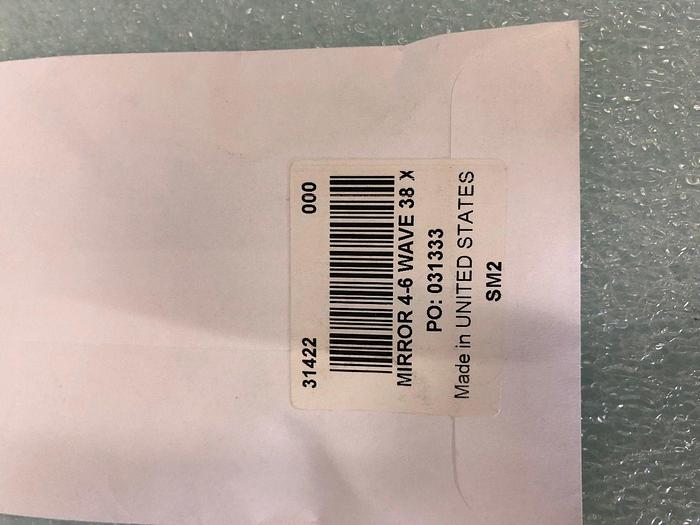 31422 000
MIRROR 4-6 WAVE 38 X
PO: 031333
Made in UNITED STATES
SM2